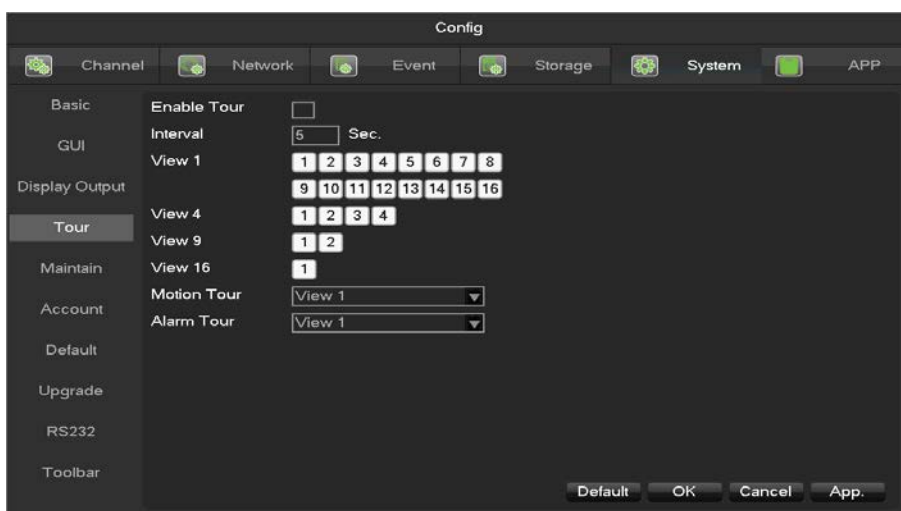 Config
Channel Network Event Storage System APP
Basic
GUI
Display Output
Tour
Maintain
Account
Default
Upgrade
RS232
Toolbar
Enable Tour
Interval 5 Sec.
View 1 1 2 3 4 5 6 7 8
9 10 11 12 13 14 15 16
View 4 1 2 3 4
View 9 1 2
View 16 1
Motion Tour View 1
Alarm Tour View 1
Default OK Cancel App.